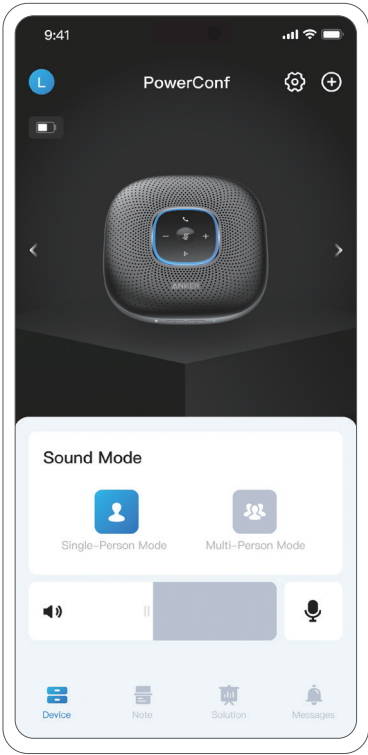 9:41
L
PowerConf
ANKER
Sound Mode
Single-Person Mode
Multi-Person Mode
Device
Note
Solution
Messages